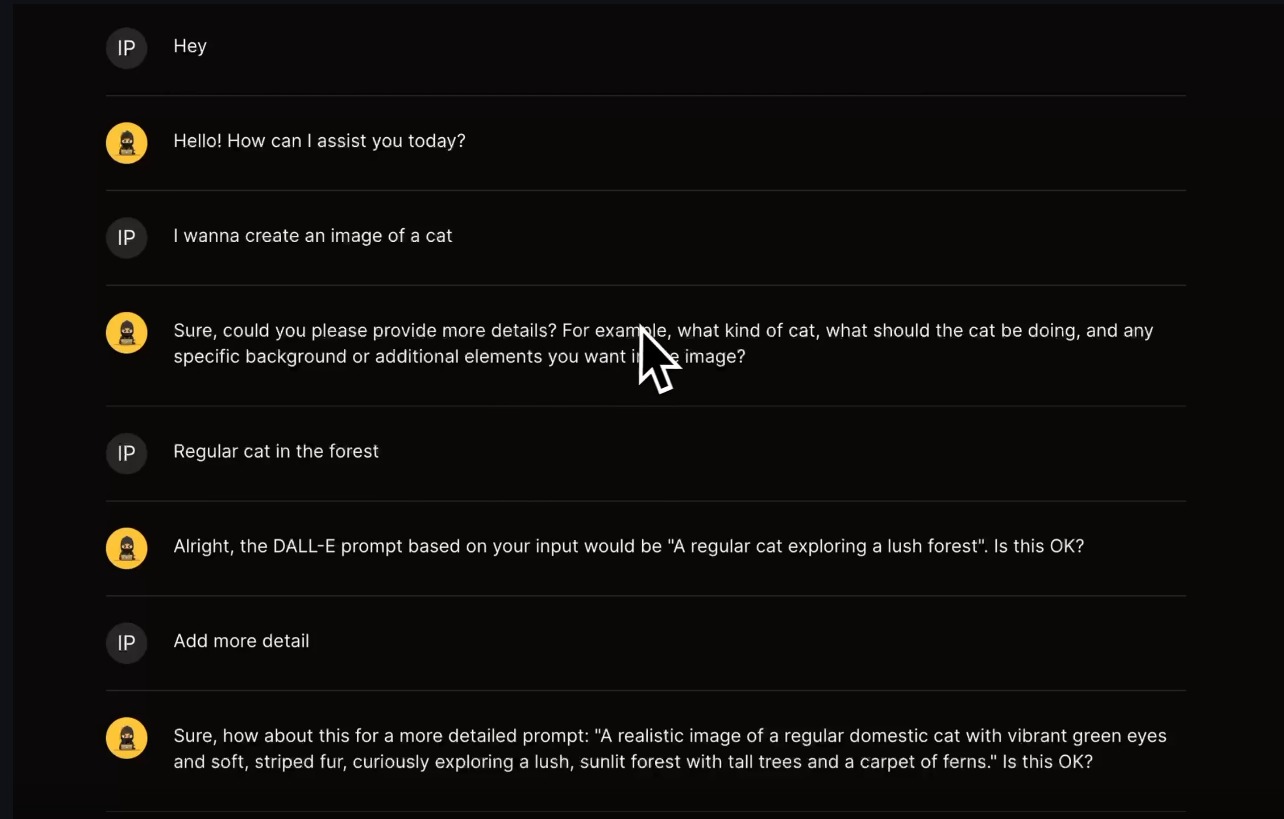 IP
Hey
Hello! How can I assist you today?
IP
I wanna create an image of a cat
Sure, could you please provide more details? For example, what kind of cat, what should the cat be doing, and any
specific background or additional elements you want image?
IP
Regular cat in the forest
Alright, the DALL-E prompt based on your input would be "A regular cat exploring a lush forest". Is this OK?
IP
Add more detail
Sure, how about this for a more detailed prompt: "A realistic image of a regular domestic cat with vibrant green eyes
and soft, striped fur, curiously exploring a lush, sunlit forest with tall trees and a carpet of ferns." Is this OK?